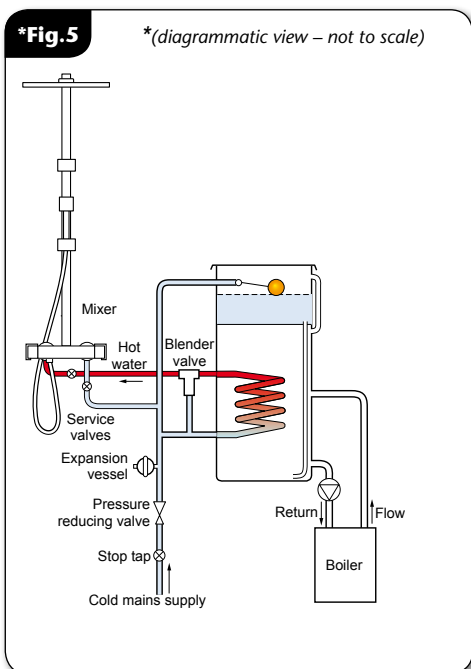 *Fig.5
*(diagrammatic view – not to scale)
Mixer
Hot
water
Blender
valve
Service
valves
Expansion
vessel
Pressure
reducing valve
Stop tap
Cold mains supply
Return
Flow
Boiler